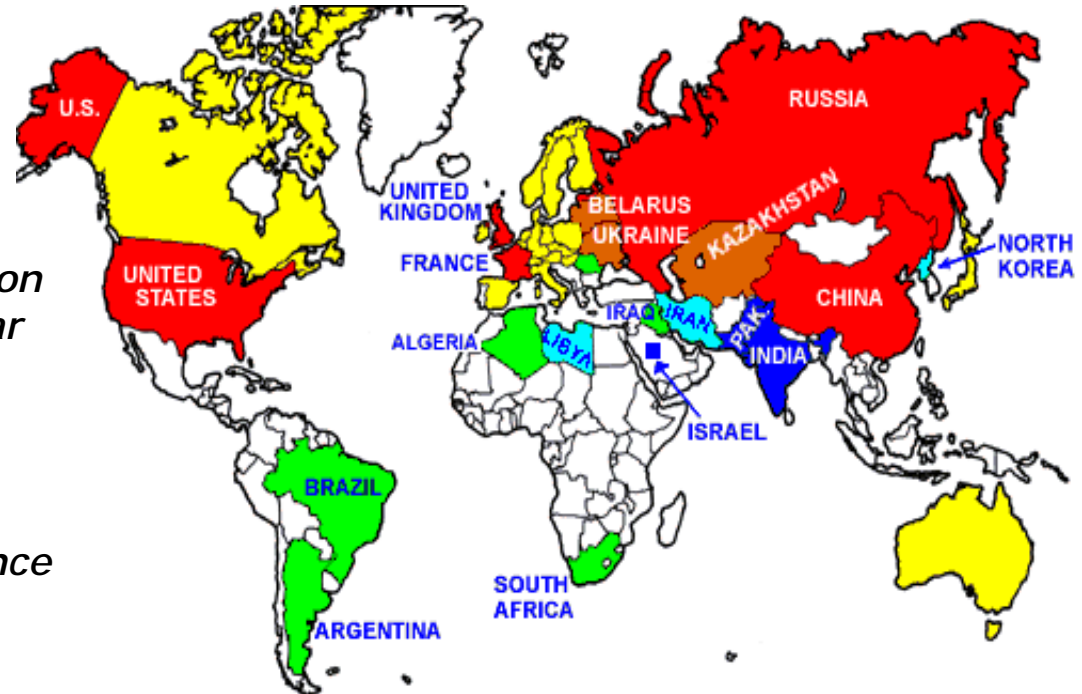 U.S.
RUSSIA
UNITED
KINGDOM
BELARUS
UKRAINE
KAZAKHSTAN
FRANCE
NORTH
KOREA
UNITED
STATES
CHINA
on
ar
ALGERIA
LIBYA
IRAQ
IRAN
PAK.
INDIA
ISRAEL
BRAZIL
nce
SOUTH
AFRICA
ARGENTINA